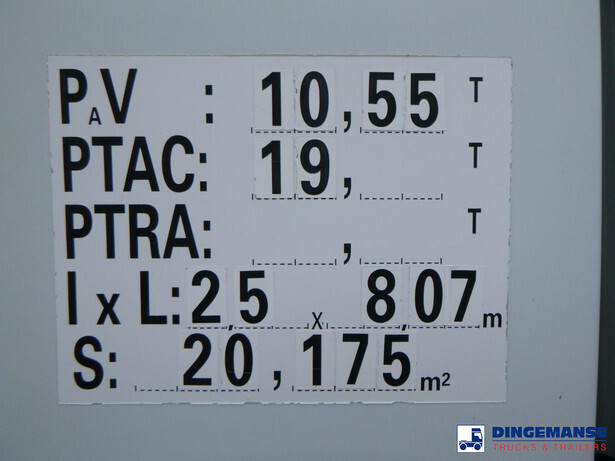 PAV : 10,55 T
PTAC: 19, T
PTRA: , T
l x L: 2,5 x 8,07 m
S: 20,175 m²
DINGEMANSE
TRUCKS & TRAILERS